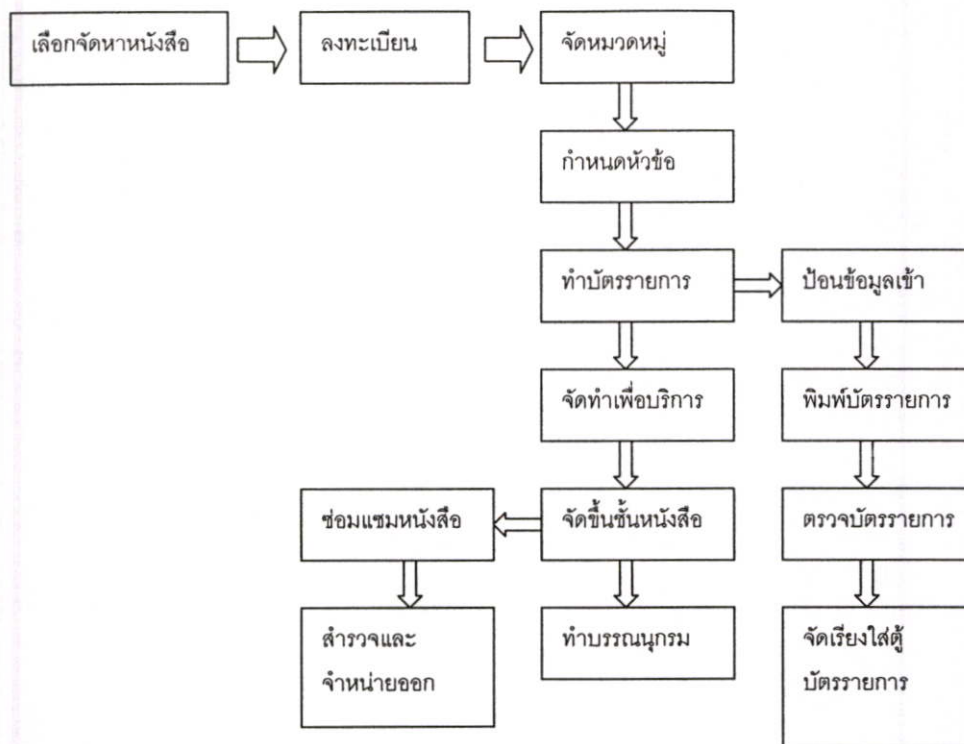 เลือกจัดหาหนังสือ
ลงทะเบียน
จัดหมวดหมู่
กำหนดหัวข้อ
ทำบัตรรายการ
ป้อนข้อมูลเข้า
จัดทำเพื่อบริการ
พิมพ์บัตรรายการ
ซ่อมแซมหนังสือ
จัดขึ้นชั้นหนังสือ
ตรวจบัตรรายการ
สำรวจและ
จำหน่ายออก
ทำบรรณนุกรม
จัดเรียงใส่ตู้
บัตรรายการ